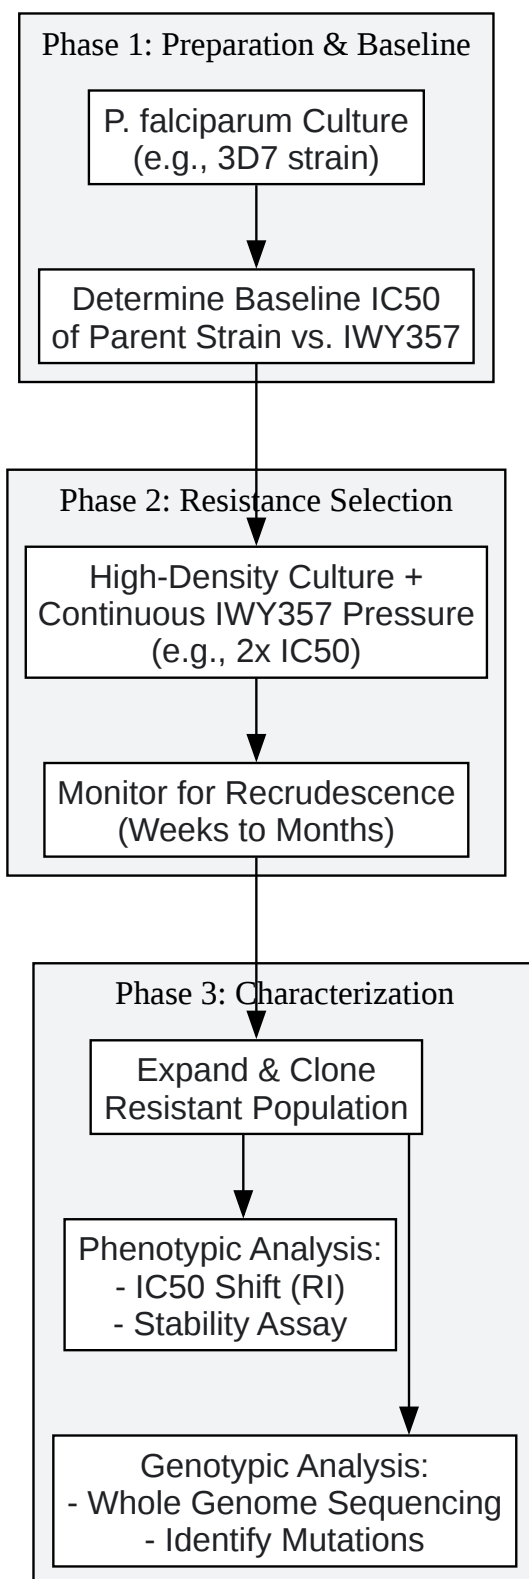 Phase 1: Preparation & Baseline
P. falciparum Culture
(e.g., 3D7 strain)
Determine Baseline IC50
of Parent Strain vs. IWY357
Phase 2: Resistance Selection
High-Density Culture +
Continuous IWY357 Pressure
(e.g., 2x IC50)
Monitor for Recrudescence
(Weeks to Months)
Phase 3: Characterization
Expand & Clone
Resistant Population
Phenotypic Analysis:
- IC50 Shift (RI)
- Stability Assay
Genotypic Analysis:
- Whole Genome Sequencing
- Identify Mutations